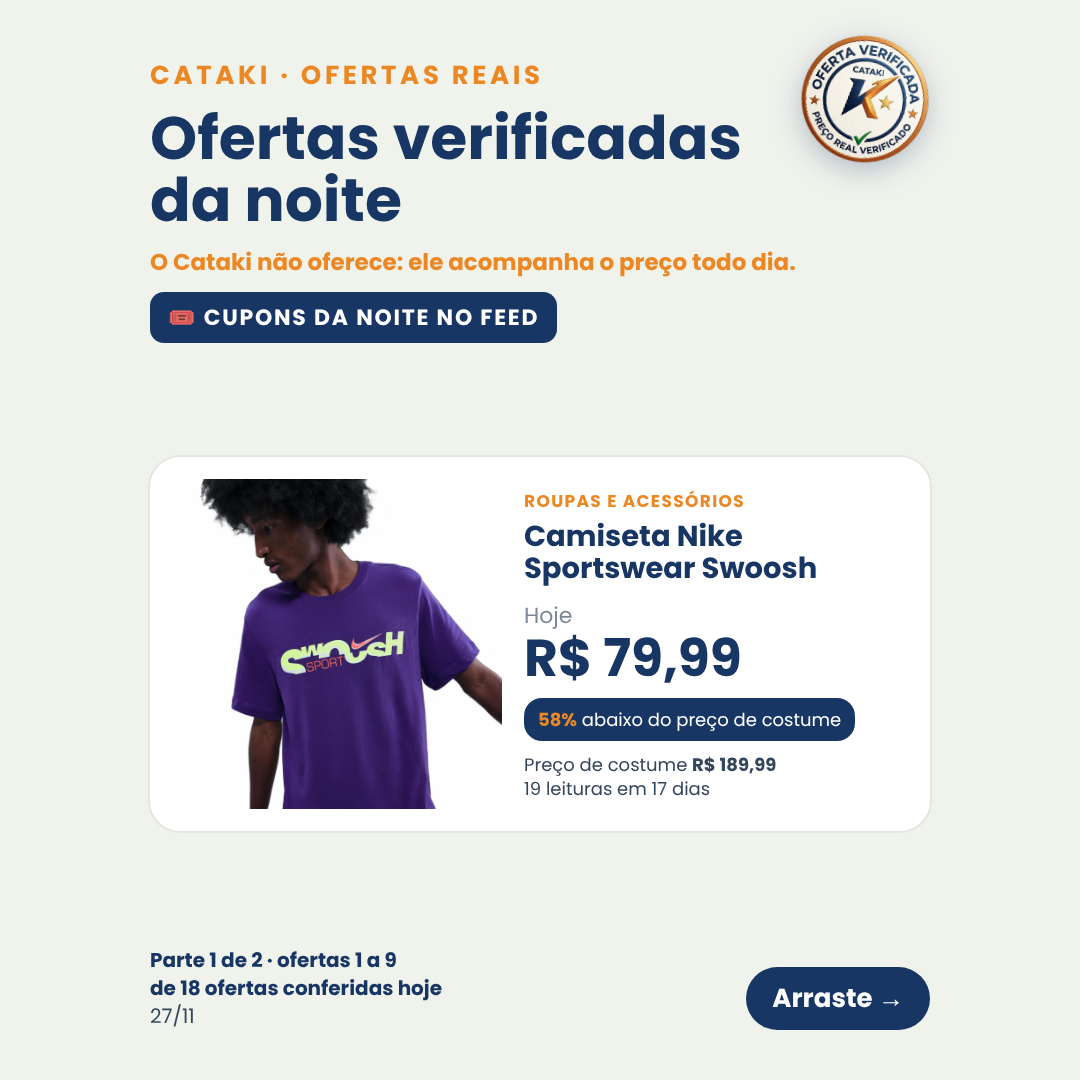 CATAKI · OFERTAS REAIS
Ofertas verificadas
da noite
O Cataki não oferece: ele acompanha o preço todo dia.
CUPONS DA NOITE NO FEED
OFERTA VERIFICADA
CATAKI
K
PREÇO REAL VERIFICADO
SWOOSH
SPORT
ROUPAS E ACESSÓRIOS
Camiseta Nike
Sportswear Swoosh
Hoje
R$ 79,99
58% abaixo do preço de costume
Preço de costume R$ 189,99
19 leituras em 17 dias
Parte 1 de 2 · ofertas 1 a 9
de 18 ofertas conferidas hoje
27/11
Arraste →